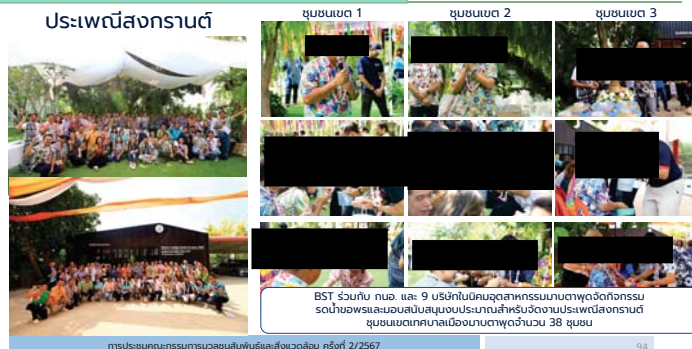 ประเพณีสงกรานต์
ชุมชนเขต 1
ชุมชนเขต 2
ชุมชนเขต 3
BST ร่วมกับ กนอ. และ 9 บริษัทในนิคมอุตสาหกรรมมาบตาพุดจัดกิจกรรม
รดน้ำขอพรและมอบสนับสนุนงบประมาณสำหรับจัดงานประเพณีสงกรานต์
ชุมชนเขตเทศบาลเมืองมาบตาพุดจำนวน 38 ชุมชน
การประชุมคณะกรรมการมวลชนสัมพันธ์และสิ่งแวดล้อม ครั้งที่ 2/2567
94